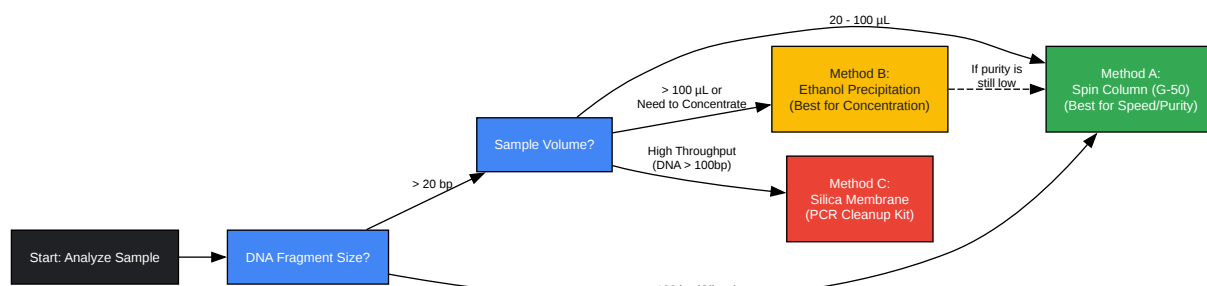 20 - 100 µL
Method B:
Ethanol Precipitation
(Best for Concentration)
If purity is
still low
Method A:
Spin Column (G-50)
(Best for Speed/Purity)
> 100 µL or
Need to Concentrate
Sample Volume?
High Throughput
(DNA > 100bp)
Method C:
Silica Membrane
(PCR Cleanup Kit)
> 20 bp
Start: Analyze Sample
DNA Fragment Size?